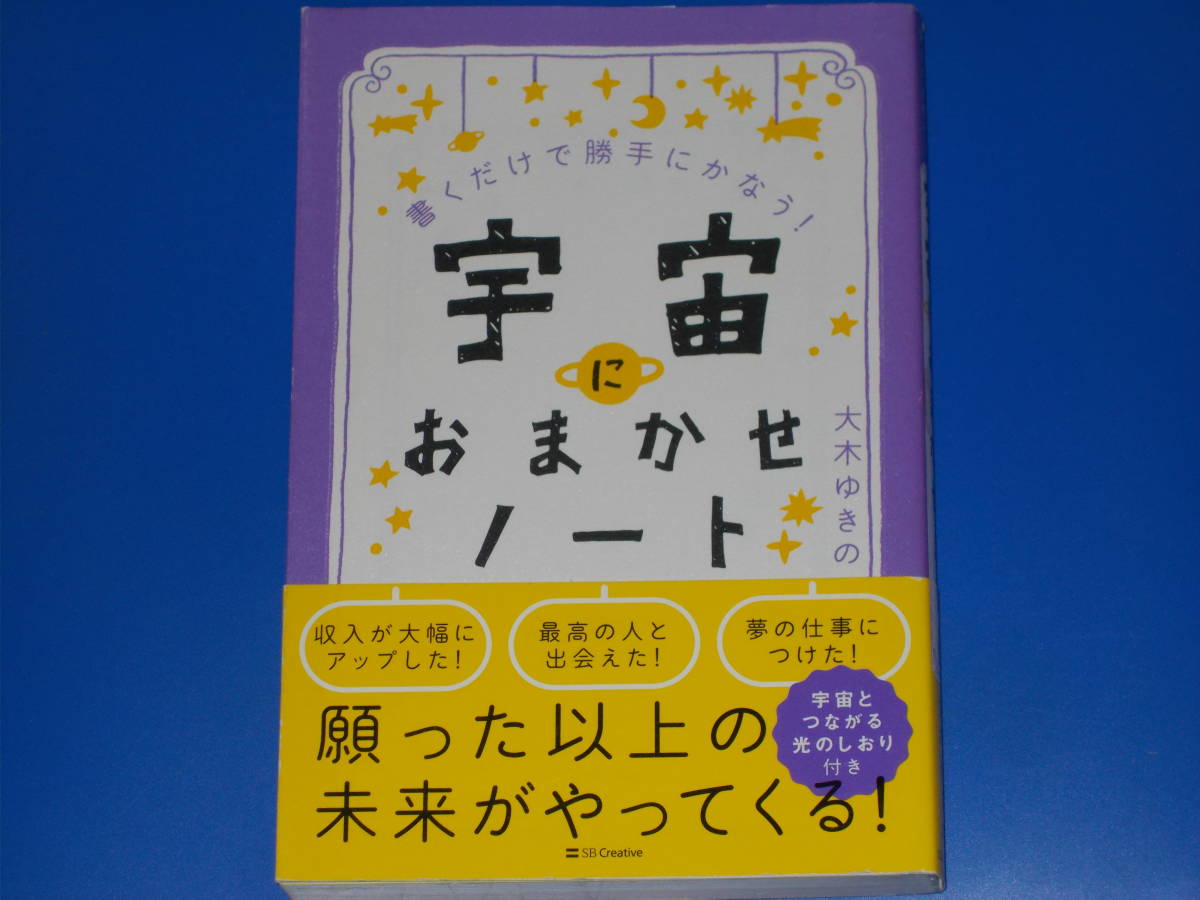 書くだけで勝手にかなう!
宇宙
に
おまかせ
ノート
大木ゆきの
収入が大幅に
アップした!
最高の人と
出会えた!
夢の仕事に
つけた!
宇宙と
つながる
光のしおり
付き
願った以上の
未来がやってくる!
SB Creative